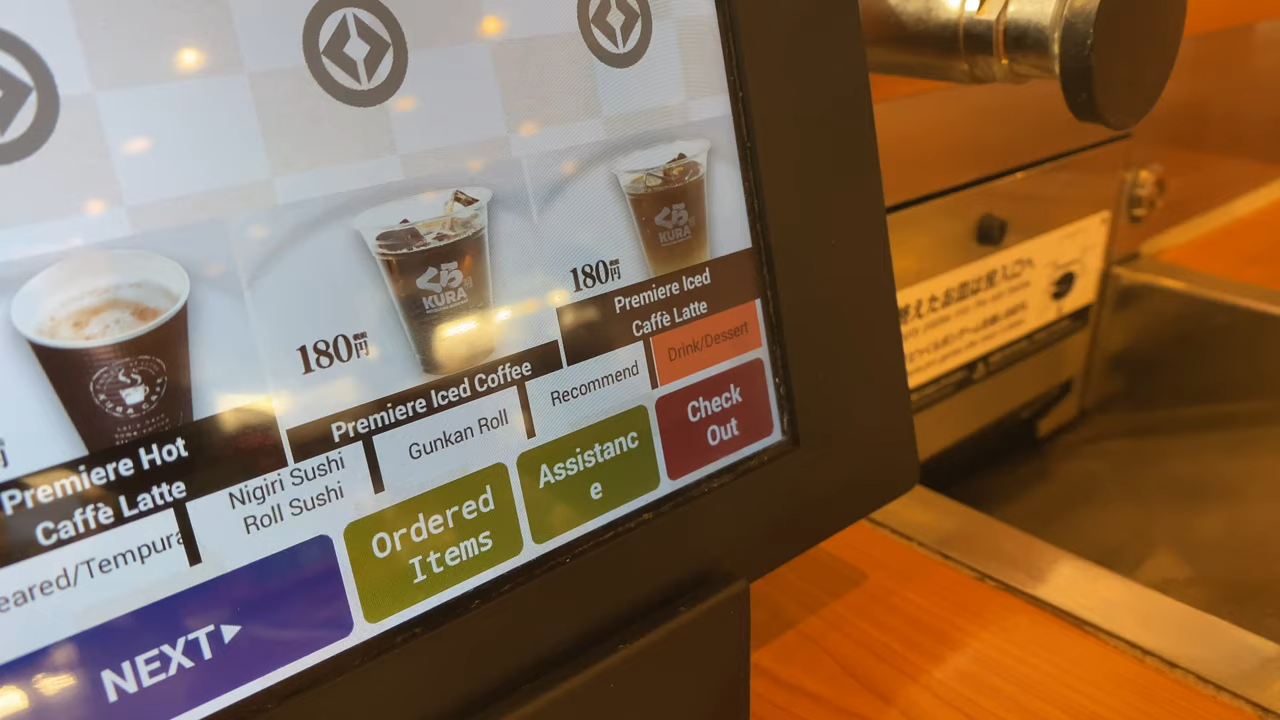 くら
KURA
くら
KURA
180円
180円
円
Premiere Iced
Caffè Latte
Premiere Iced Coffee
Premiere Hot
Caffè Latte
Drink/Dessert
Recommend
Gunkan Roll
Nigiri Sushi
Roll Sushi
eared/Tempura
Check
Out
Assistanc
e
Ordered
Items
NEXT▸